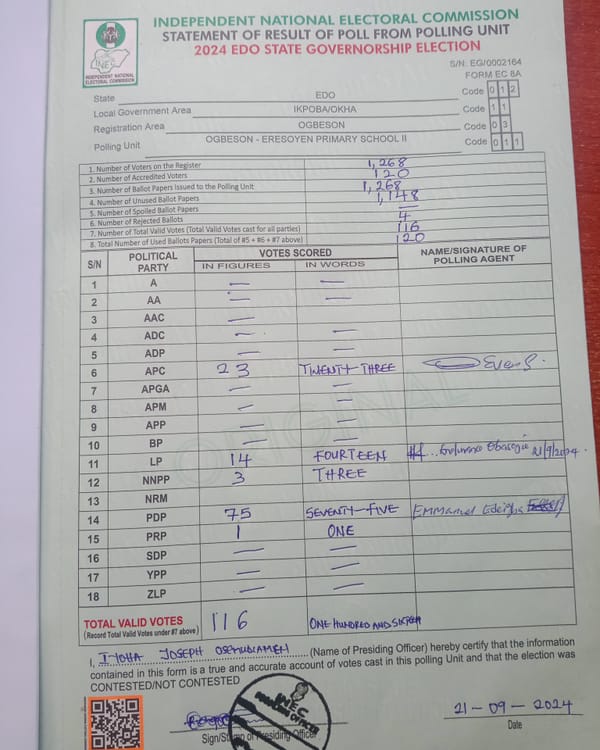 INDEPENDENT NATIONAL ELECTORAL COMMISSION
STATEMENT OF RESULT OF POLL FROM POLLING UNIT
2024 EDO STATE GOVERNORSHIP ELECTION
INEC
INDEPENDENT NATIONAL
ELECTORAL COMMISSION
S/N: EG/0002164
FORM EC 8A
State EDO Code 0 1 2
Local Government Area IKPOBA/OKHA Code 1 1
Registration Area OGBESON Code 0 3
Polling Unit OGBESON - ERESOYEN PRIMARY SCHOOL II Code 0 1 1
1. Number of Voters on the Register 1,268
2. Number of Accredited Voters 120
3. Number of Ballot Papers Issued to the Polling Unit 1,268
4. Number of Unused Ballot Papers 1,148
5. Number of Spoiled Ballot Papers —
6. Number of Rejected Ballots 4
7. Number of Total Valid Votes (Total Valid Votes cast for all parties) 116
8. Total Number of Used Ballots Papers (Total of #5 + #6 + #7 above) 120
S/N POLITICAL PARTY VOTES SCORED NAME/SIGNATURE OF POLLING AGENT
IN FIGURES IN WORDS
1 A — —
2 AA — —
3 AAC —
4 ADC — —
5 ADP — —
6 APC 23 TWENTY THREE
7 APGA — —
8 APM — —
9 APP — —
10 BP — —
11 LP 14 FOURTEEN 21/9/2024
12 NNPP 3 THREE
13 NRM
14 PDP 75 SEVENTY-FIVE EMMANUEL
15 PRP 1 ONE
16 SDP — —
17 YPP — —
18 ZLP — —
TOTAL VALID VOTES 116 ONE HUNDRED AND SIXTEEN
(Record Total Valid Votes under #7 above)
ORIGINAL
I, JOSEPH (Name of Presiding Officer) hereby certify that the information
contained in this form is a true and accurate account of votes cast in this polling Unit and that the election was
CONTESTED/NOT CONTESTED
INEC
PRESIDING OFFICER
21-09-2024
Sign/Stamp of Presiding Officer Date